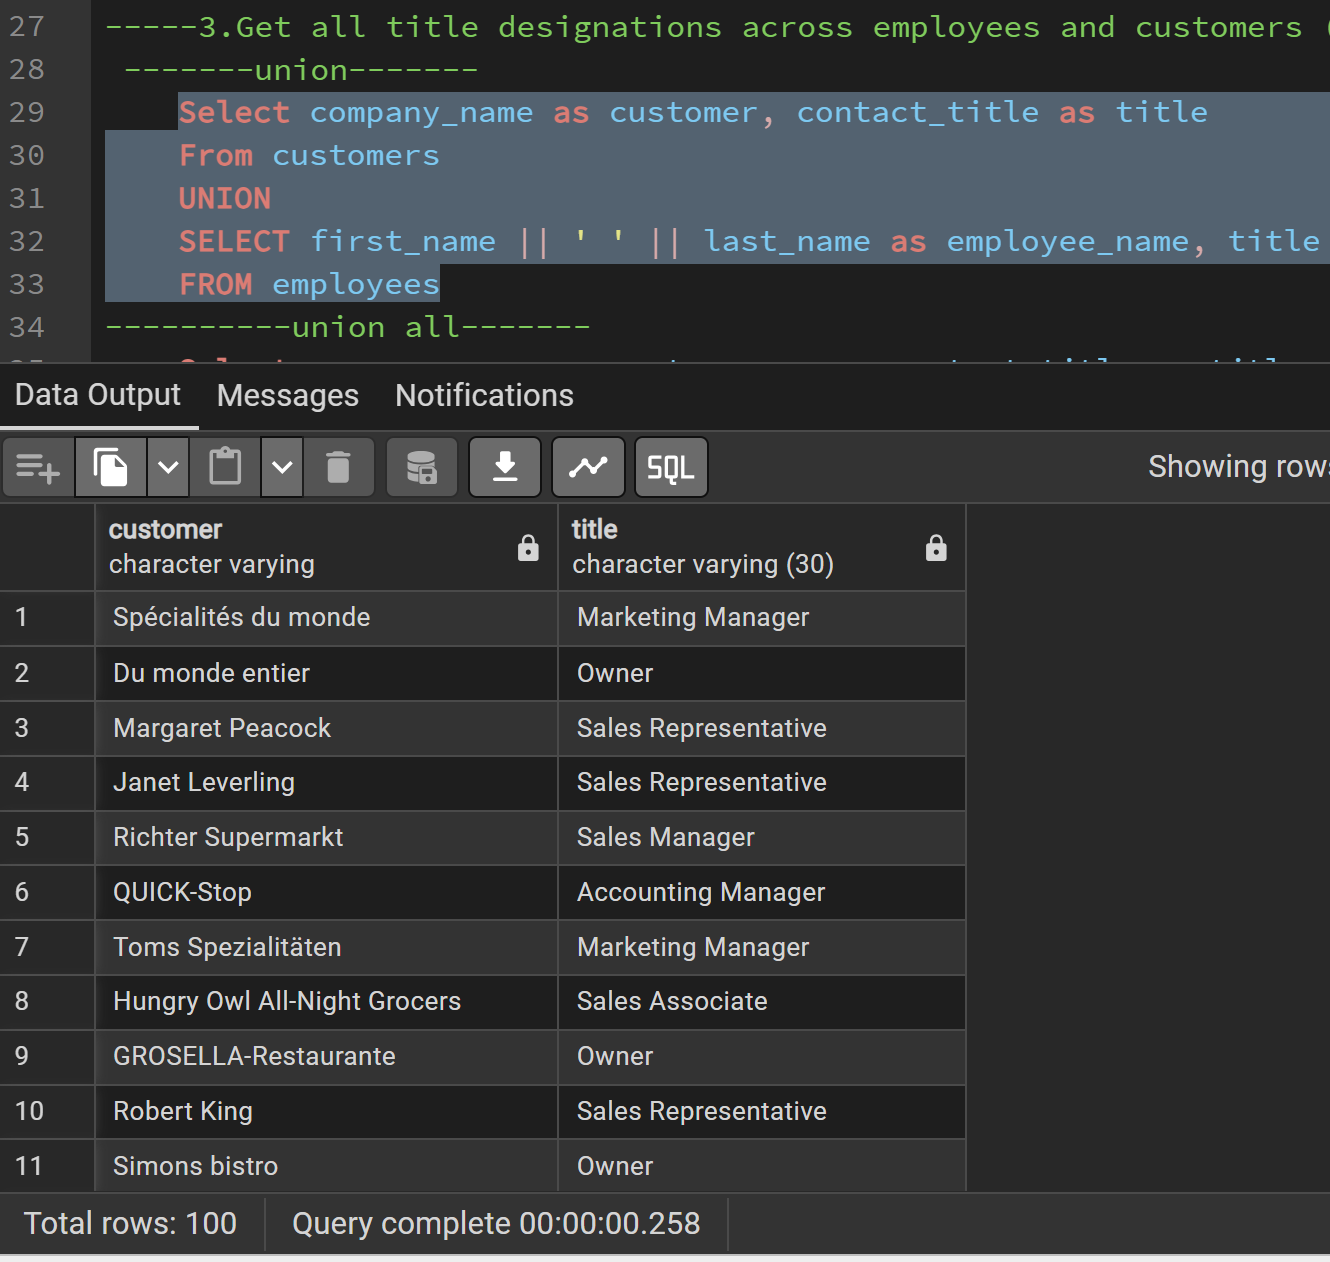 27 -----3.Get all title designations across employees and customers (
28 -------union-------
29 Select company_name as customer, contact_title as title
30 From customers
31 UNION
32 SELECT first_name || ' ' || last_name as employee_name, title
33 FROM employees
34 ----------union all-------
Data Output Messages Notifications
SQL Showing rows
customer title
character varying character varying (30)
1 Spécialités du monde Marketing Manager
2 Du monde entier Owner
3 Margaret Peacock Sales Representative
4 Janet Leverling Sales Representative
5 Richter Supermarkt Sales Manager
6 QUICK-Stop Accounting Manager
7 Toms Spezialitäten Marketing Manager
8 Hungry Owl All-Night Grocers Sales Associate
9 GROSELLA-Restaurante Owner
10 Robert King Sales Representative
11 Simons bistro Owner
Total rows: 100 Query complete 00:00:00.258